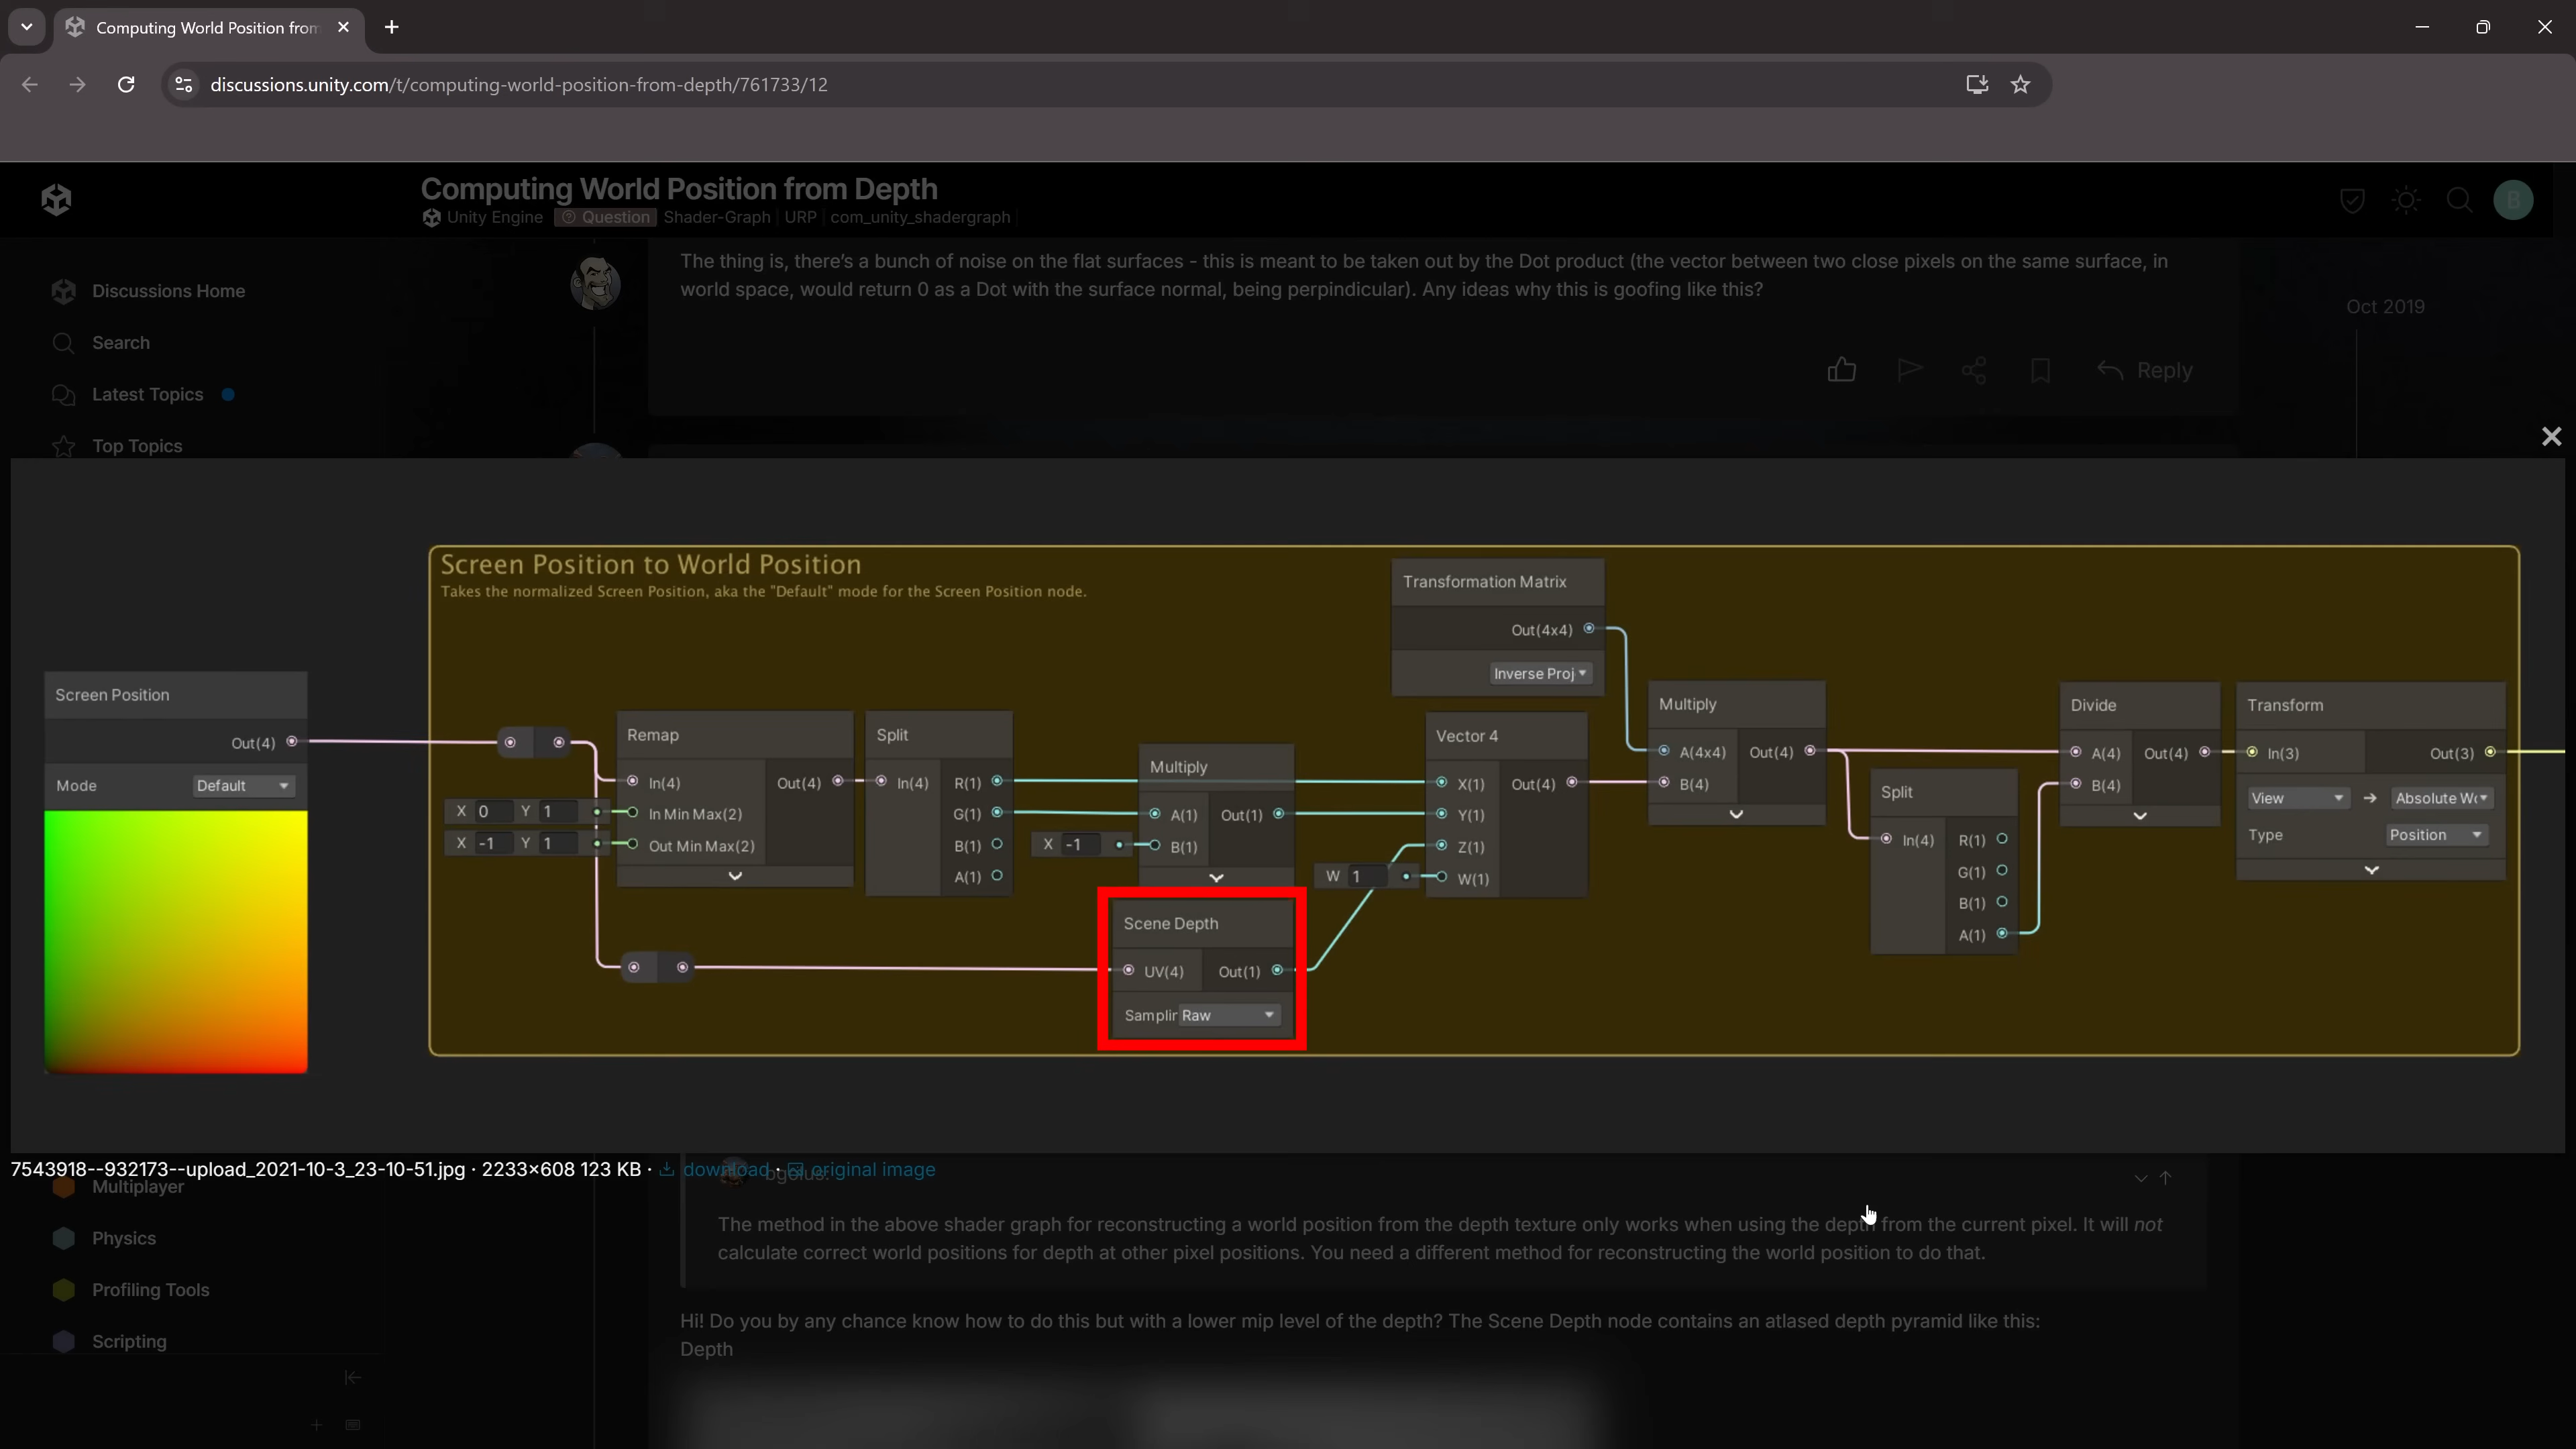 Computing World Position from
discussions.unity.com/t/computing-world-position-from-depth/761733/12
Computing World Position from Depth
Unity Engine Question Shader-Graph URP com_unity_shadergraph
B
Discussions Home
Search
Latest Topics
Top Topics
The thing is, there's a bunch of noise on the flat surfaces - this is meant to be taken out by the Dot product (the vector between two close pixels on the same surface, in
world space, would return 0 as a Dot with the surface normal, being perpindicular). Any ideas why this is goofing like this?
Oct 2019
Reply
Screen Position to World Position
Takes the normalized Screen Position, aka the "Default" mode for the Screen Position node.
Screen Position
Out(4)
Mode Default
Remap
In(4) Out(4)
X 0 Y 1 In Min Max(2)
X -1 Y 1 Out Min Max(2)
Split
In(4) R(1)
G(1)
B(1)
A(1)
Multiply
A(1) Out(1)
X -1 B(1)
Scene Depth
UV(4) Out(1)
Samplir Raw
Transformation Matrix
Out(4x4)
Inverse Proj
Vector 4
X(1) Out(4)
Y(1)
Z(1)
W 1 W(1)
Multiply
A(4x4) Out(4)
B(4)
Split
In(4) R(1)
G(1)
B(1)
A(1)
Divide
A(4) Out(4)
B(4)
Transform
In(3) Out(3)
View Absolute W
Type Position
7543918--932173--upload_2021-10-3_23-10-51.jpg · 2233×608 123 KB · download · original image
Multiplayer
Physics
Profiling Tools
Scripting
bgolus:
The method in the above shader graph for reconstructing a world position from the depth texture only works when using the depth from the current pixel. It will not
calculate correct world positions for depth at other pixel positions. You need a different method for reconstructing the world position to do that.
Hi! Do you by any chance know how to do this but with a lower mip level of the depth? The Scene Depth node contains an atlased depth pyramid like this:
Depth